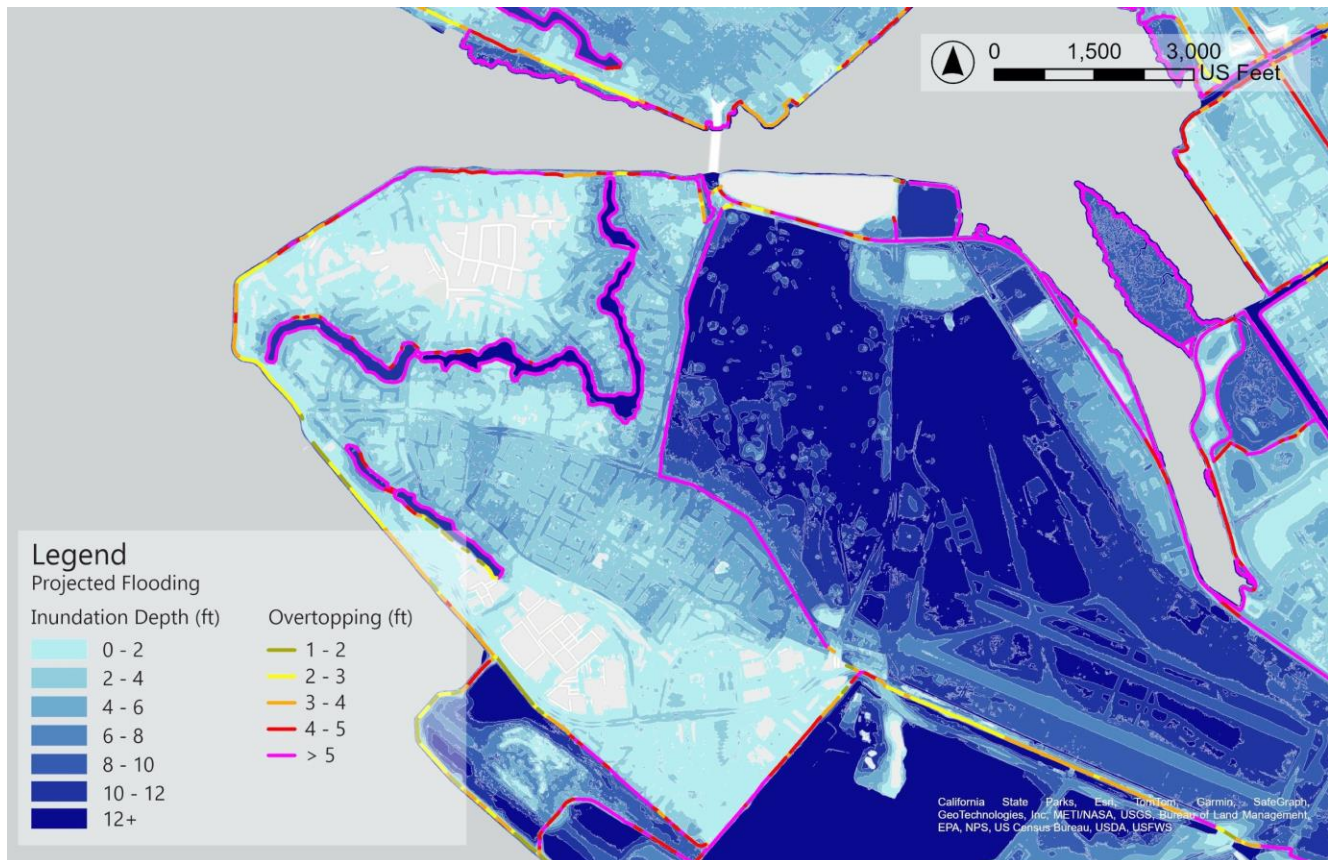 0 1,500 3,000
US Feet
Legend
Projected Flooding
Inundation Depth (ft)
0 - 2
2 - 4
4 - 6
6 - 8
8 - 10
10 - 12
12+
Overtopping (ft)
1 - 2
2 - 3
3 - 4
4 - 5
> 5
California State Parks, Esri, TomTom, Garmin, SafeGraph,
GeoTechnologies, Inc, METI/NASA, USGS, Bureau of Land Management,
EPA, NPS, US Census Bureau, USDA, USFWS